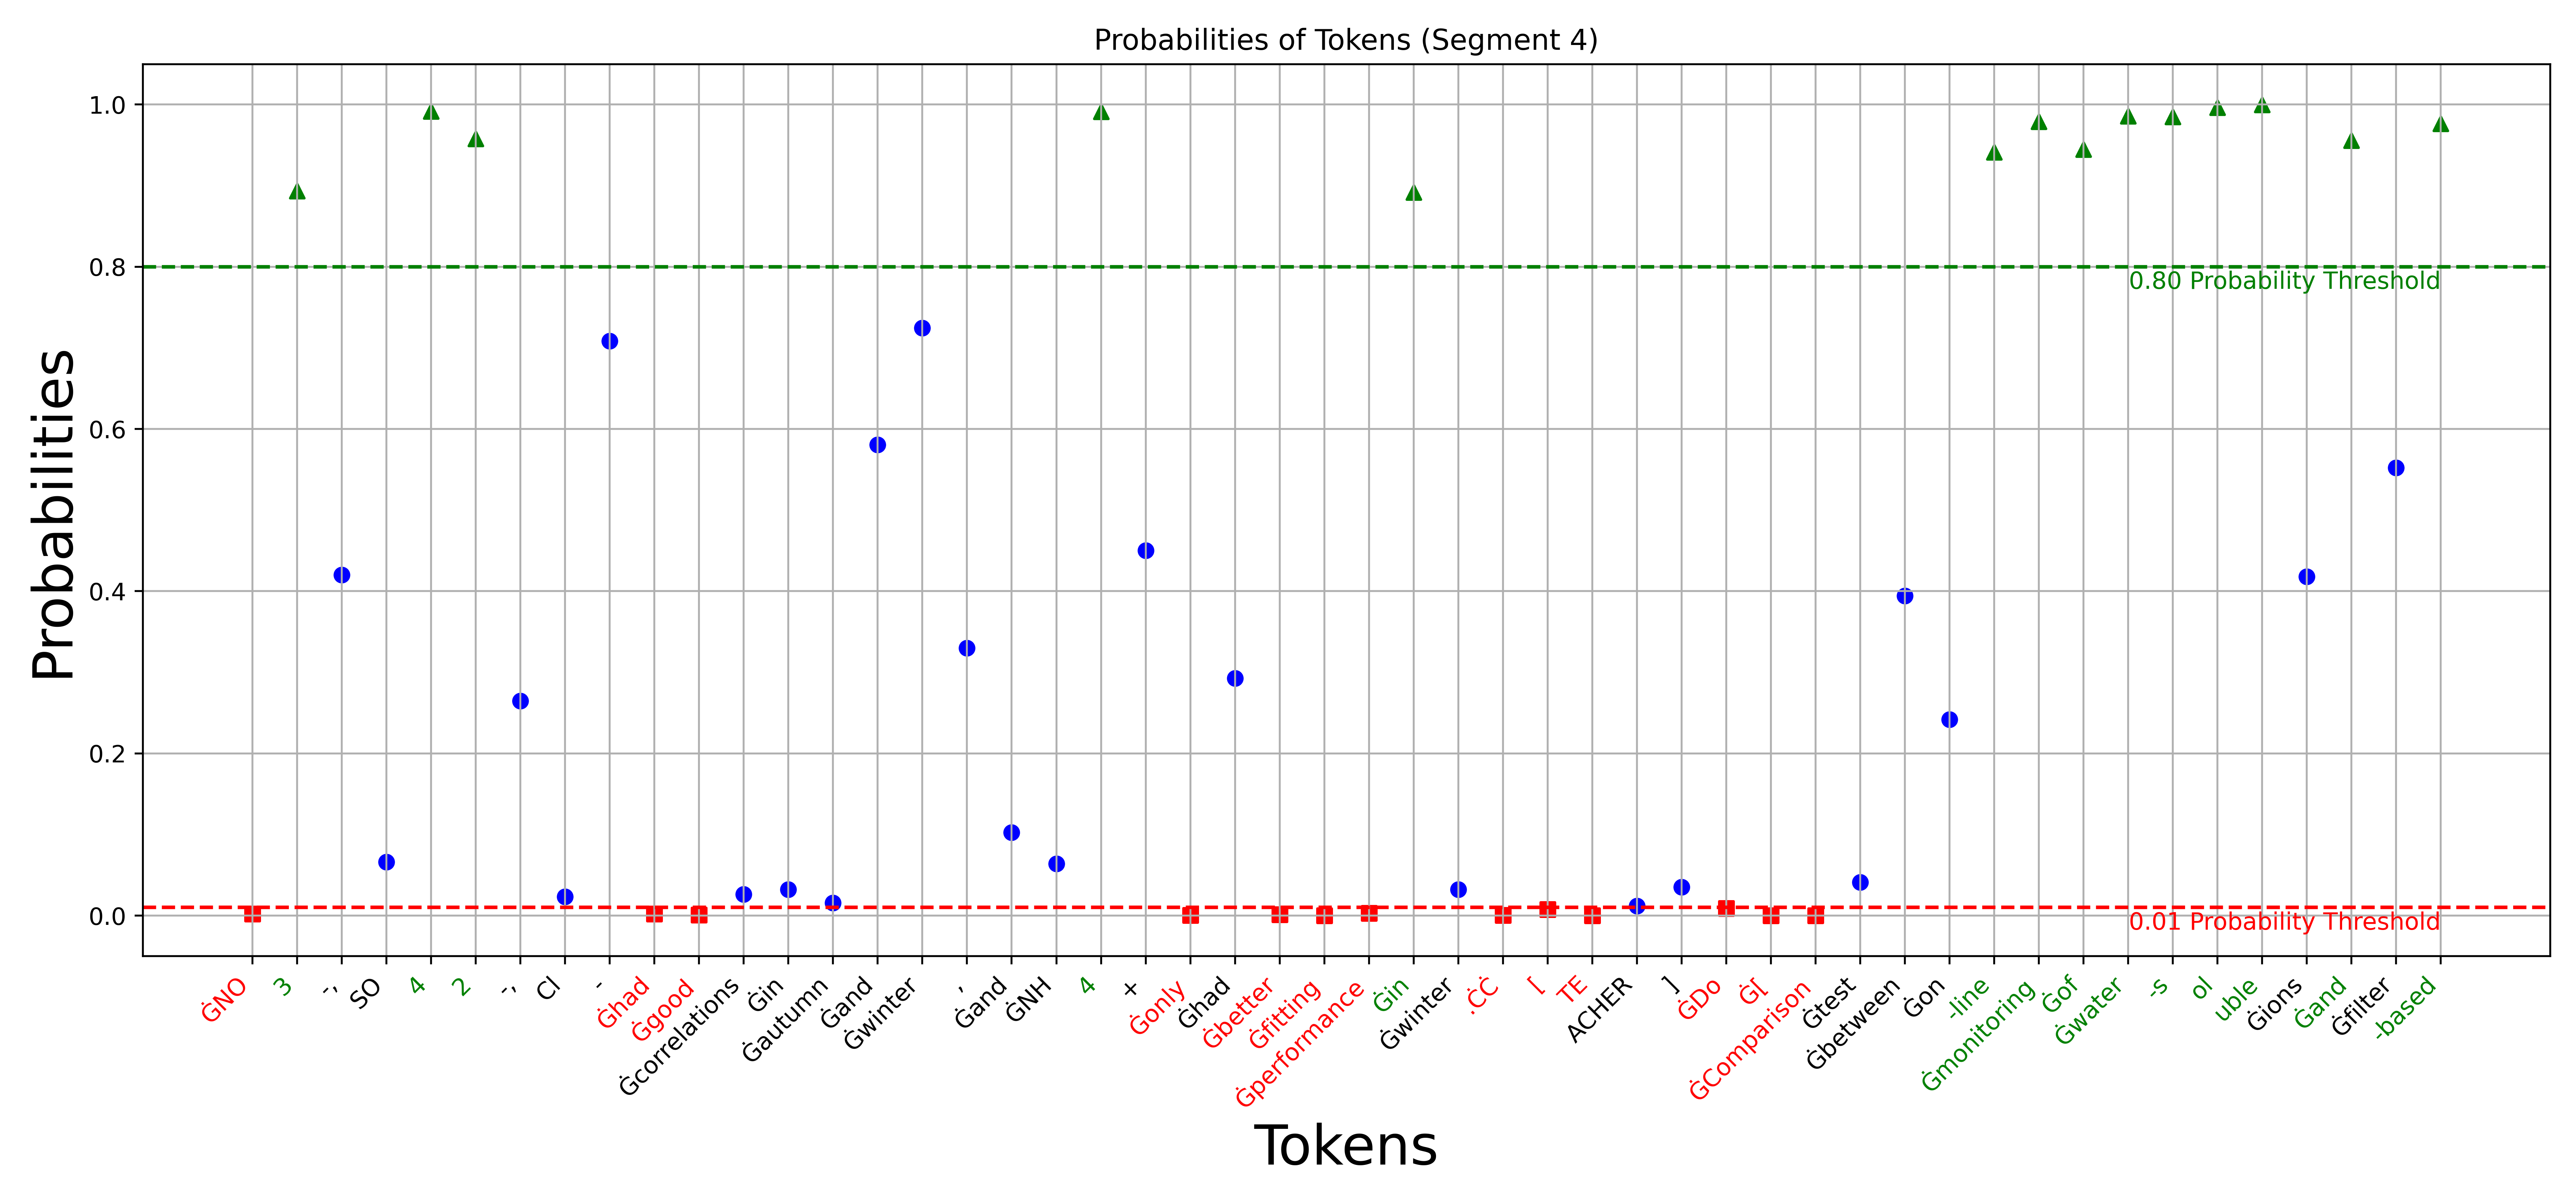 Probabilities of Tokens (Segment 4)
Probabilities
1.0
0.8
0.6
0.4
0.2
0.0
0.80 Probability Threshold
0.01 Probability Threshold
ĠNO
3
-,
SO
4
2
-,
Cl
-
Ġhad
Ġgood
Ġcorrelations
Ġin
Ġautumn
Ġand
Ġwinter
,
Ġand
ĠNH
4
+
Ġonly
Ġhad
Ġbetter
Ġfitting
Ġperformance
Ġin
Ġwinter
.ĊĊ
[
TE
ACHER
]
ĠDo
Ġ[
ĠComparison
Ġtest
Ġbetween
Ġon
-line
Ġmonitoring
Ġof
Ġwater
-s
ol
uble
Ġions
Ġand
Ġfilter
-based
Tokens